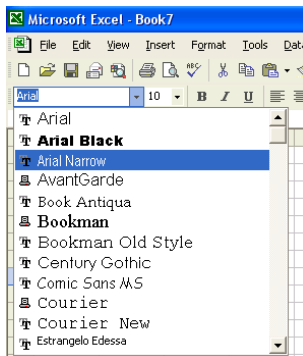 Microsoft Excel - Book7
File Edit View Insert Format Tools Data
ABC
Arial 10 B I U
Arial
Arial Black
Arial Narrow
AvantGarde
Book Antiqua
Bookman
Bookman Old Style
Century Gothic
Comic Sans MS
Courier
Courier New
Estrangelo Edessa